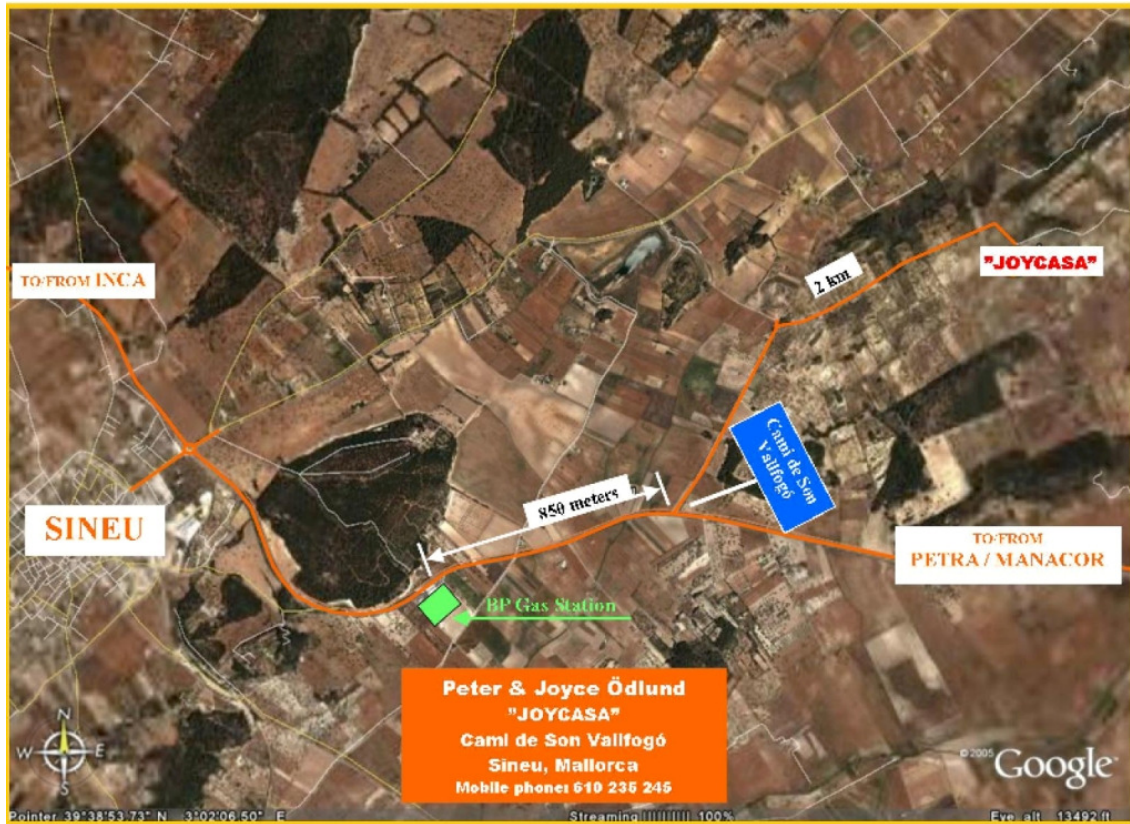 TO/FROM INCA
"JOYCASA"
2 km
Cami de Son
Vallfogó
850 meters
SINEU
TO/FROM
PETRA / MANACOR
BP Gas Station
Peter & Joyce Ödlund
"JOYCASA"
Cami de Son Vallfogó
Sineu, Mallorca
Mobile phone: 610 236 245
N
W E
S
©2005 Google
Pointer 39°38'53.73" N 3°02'06.50" E Streaming ||||||||| 100% Eye alt 13492 ft